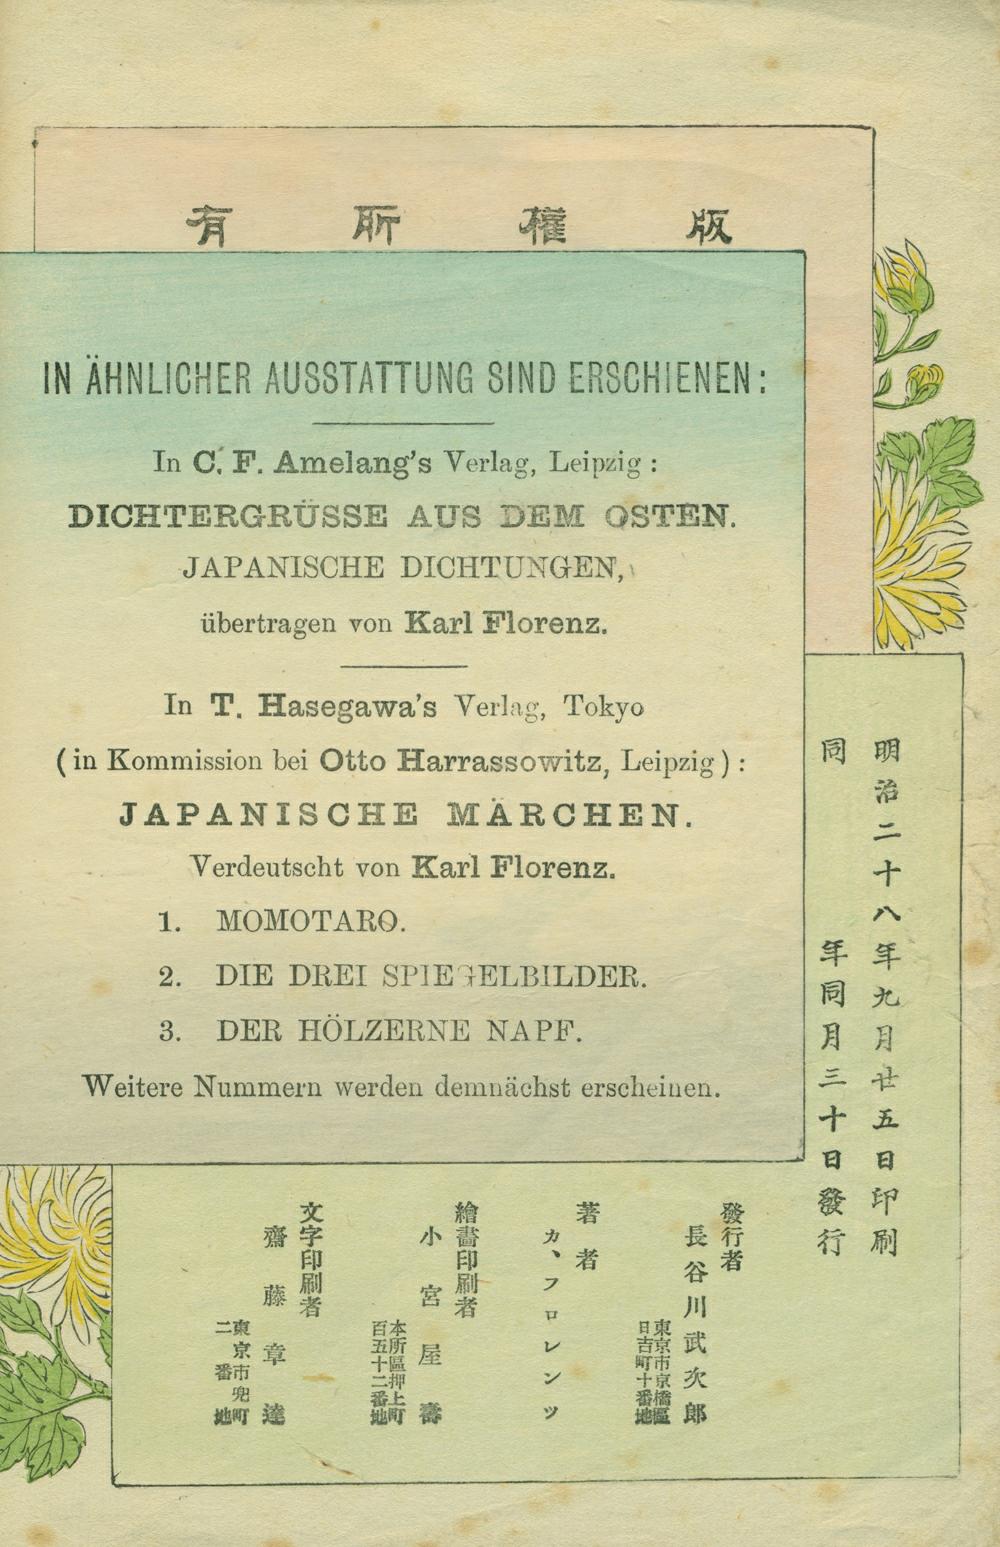 版權所有
IN ÄHNLICHER AUSSTATTUNG SIND ERSCHIENEN:
In C. F. Amelang's Verlag, Leipzig:
DICHTERGRÜSSE AUS DEM OSTEN.
JAPANISCHE DICHTUNGEN,
übertragen von Karl Florenz.
In T. Hasegawa's Verlag, Tokyo
(in Kommission bei Otto Harrassowitz, Leipzig):
JAPANISCHE MÄRCHEN.
Verdeutscht von Karl Florenz.
1. MOMOTARO.
2. DIE DREI SPIEGELBILDER.
3. DER HÖLZERNE NAPF.
Weitere Nummern werden demnächst erscheinen.
明治二十八年九月廿五日印刷
同年同月三十日發行
發行者
長谷川武次郎
東京市京橋區
日吉町十番地
著者
カ、フロレンツ
繪畫印刷者
小宮屋壽
本所區押上町
百五十二番地
文字印刷者
齋藤章達
東京市兜町
二番地